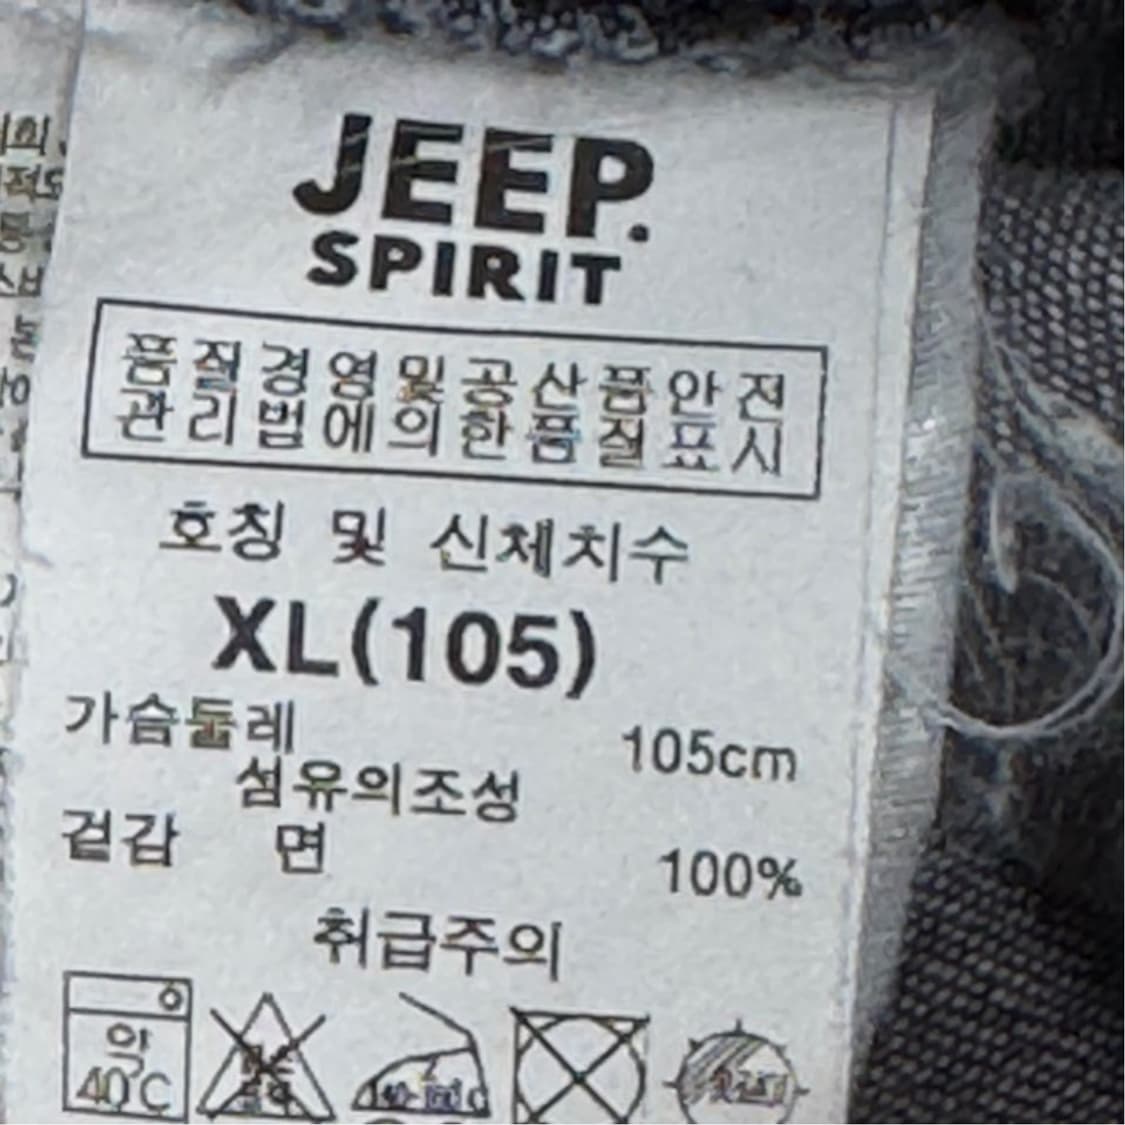 JEEP.
SPIRIT
품질경영및공산품안전
관리법에의한품질표시
호칭 및 신체치수
XL(105)
가슴둘레 105cm
섬유의조성
겉감 면 100%
취급주의
약
40℃